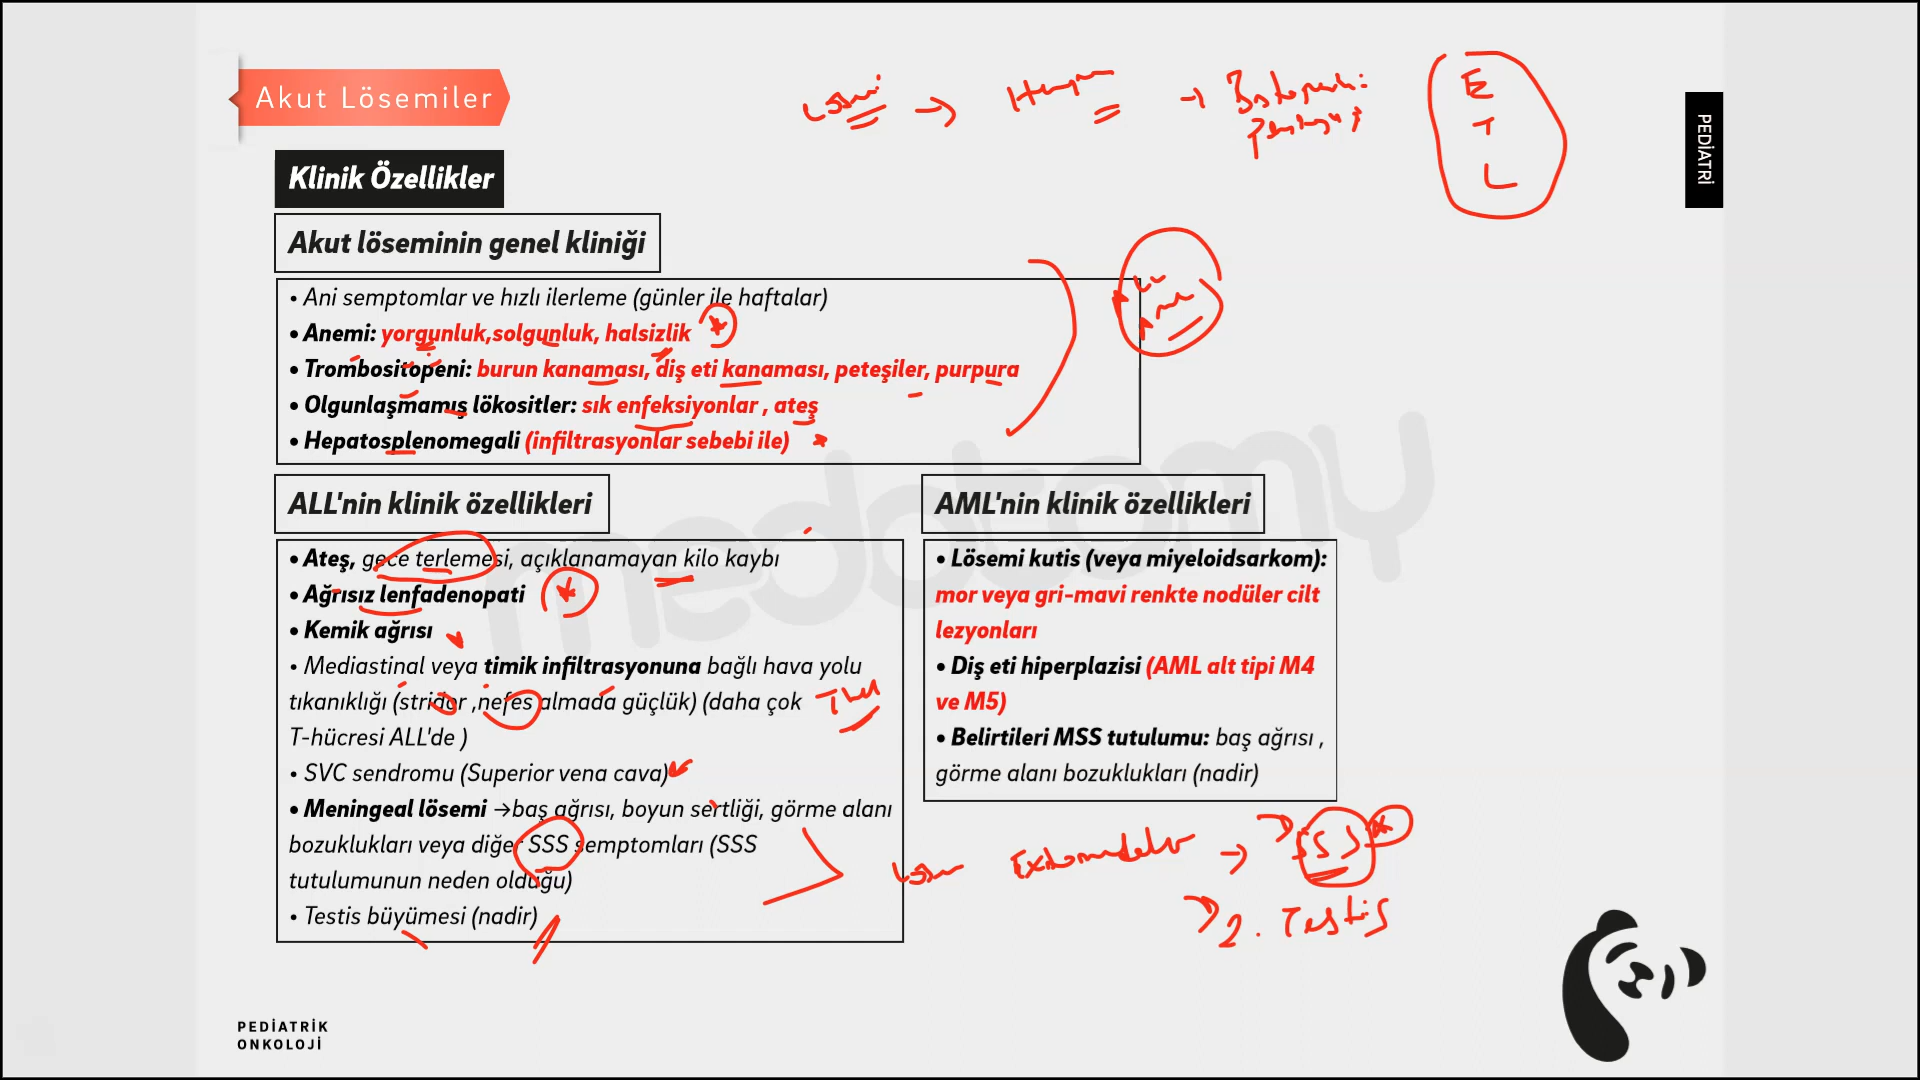 Akut Lösemiler
Lösemi →
E
T
L
PEDİATRİ
Klinik Özellikler
Akut löseminin genel kliniği
• Ani semptomlar ve hızlı ilerleme (günler ile haftalar)
• Anemi: yorgunluk,solgunluk, halsizlik
• Trombositopeni: burun kanaması, diş eti kanaması, peteşiler, purpura
• Olgunlaşmamış lökositler: sık enfeksiyonlar , ateş
• Hepatosplenomegali (infiltrasyonlar sebebi ile)
medatomy
ALL'nin klinik özellikleri
• Ateş, gece terlemesi, açıklanamayan kilo kaybı
• Ağrısız lenfadenopati
• Kemik ağrısı
• Mediastinal veya timik infiltrasyonuna bağlı hava yolu
tıkanıklığı (stridor ,nefes almada güçlük) (daha çok
T-hücresi ALL'de )
• SVC sendromu (Superior vena cava)
• Meningeal lösemi →baş ağrısı, boyun sertliği, görme alanı
bozuklukları veya diğer SSS semptomları (SSS
tutulumunun neden olduğu)
• Testis büyümesi (nadir)
AML'nin klinik özellikleri
• Lösemi kutis (veya miyeloidsarkom):
mor veya gri-mavi renkte nodüler cilt
lezyonları
• Diş eti hiperplazisi (AML alt tipi M4
ve M5)
• Belirtileri MSS tutulumu: baş ağrısı ,
görme alanı bozuklukları (nadir)
→ SSS
2. Testis
PEDİATRİK
ONKOLOJİ